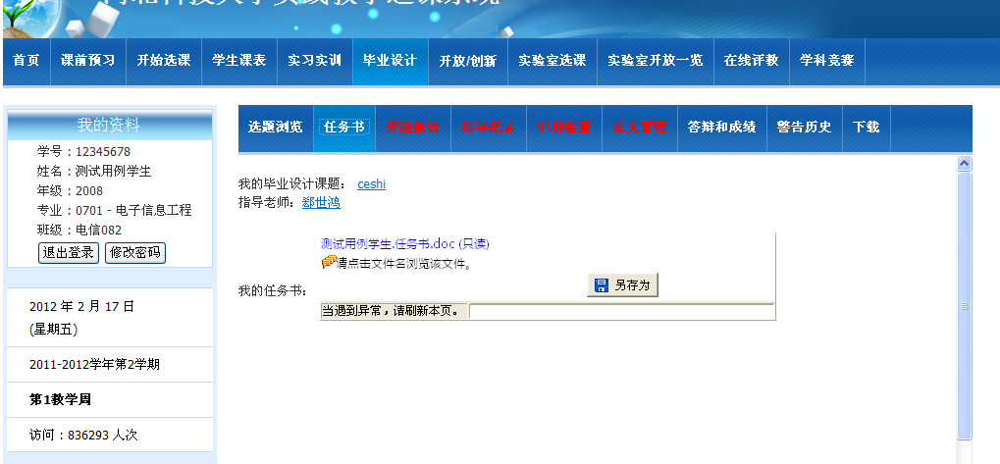 首页 课前预习 开始选课 学生课表 实习实训 毕业设计 开放/创新 实验室选课 实验室开放一览 在线评教 学科竞赛
我的资料
学号：12345678
姓名：测试用例学生
年级：2008
专业：0701 - 电子信息工程
班级：电信082
退出登录 修改密码
2012 年 2 月 17 日
(星期五)
2011-2012学年第2学期
第1教学周
访问：836293 人次
选题浏览 任务书 开题报告 指导纪录 中期检查 论文管理 答辩和成绩 警告历史 下载
我的毕业设计课题： ceshi
指导老师：郄世鸿
测试用例学生.任务书.doc (只读)
请点击文件名浏览该文件。
我的任务书：
另存为
当遇到异常，请刷新本页。